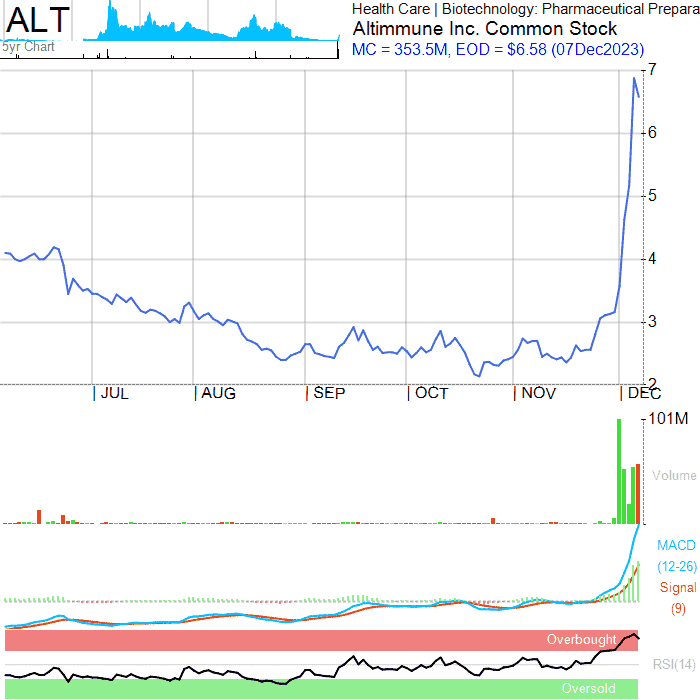 ALT
5yr Chart
Health Care | Biotechnology: Pharmaceutical Prepara
Altimmune Inc. Common Stock
MC = 353.5M, EOD = $6.58 (07Dec2023)
7
6
5
4
3
2
JUL AUG SEP OCT NOV DEC
101M
Volume
MACD
(12-26)
Signal
(9)
Overbought
RSI(14)
Oversold